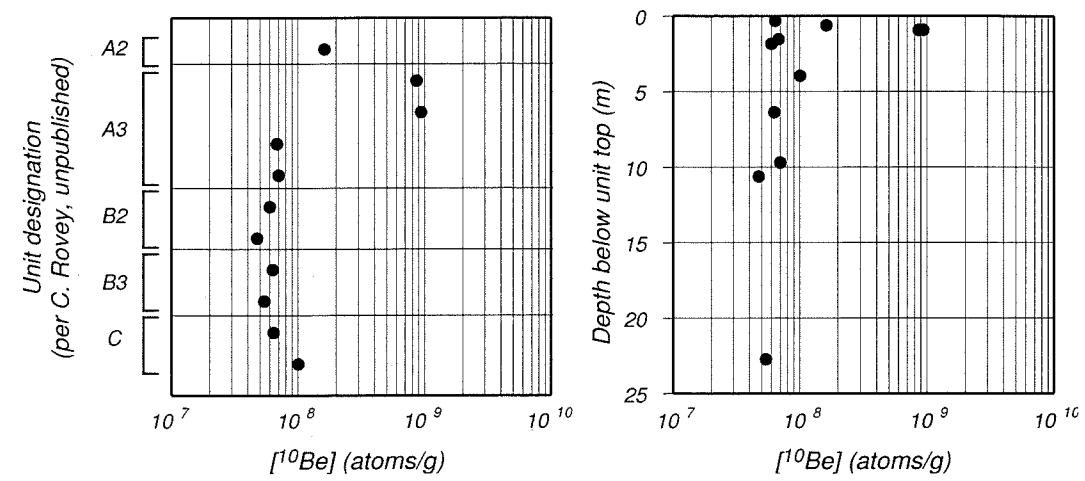 Unit designation
(per C. Rovey, unpublished)
A2
A3
B2
B3
C
10 7
10 8
10 9
10 10
[10Be] (atoms/g)
Depth below unit top (m)
0
5
10
15
20
25
10 7
10 8
10 9
10 10
[10Be] (atoms/g)